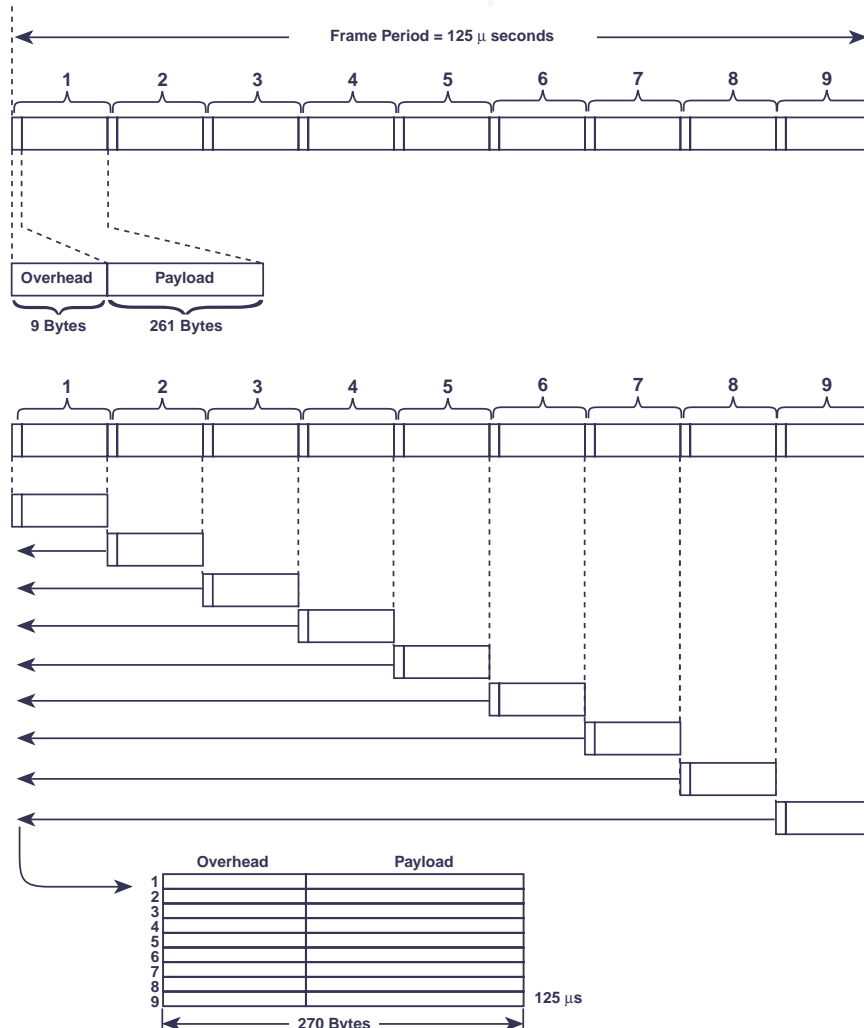 Frame Period = 125 μ seconds
1 2 3 4 5 6 7 8 9
Overhead Payload
9 Bytes 261 Bytes
1 2 3 4 5 6 7 8 9
Overhead Payload
1
2
3
4
5
6
7
8
9
125 μs
270 Bytes